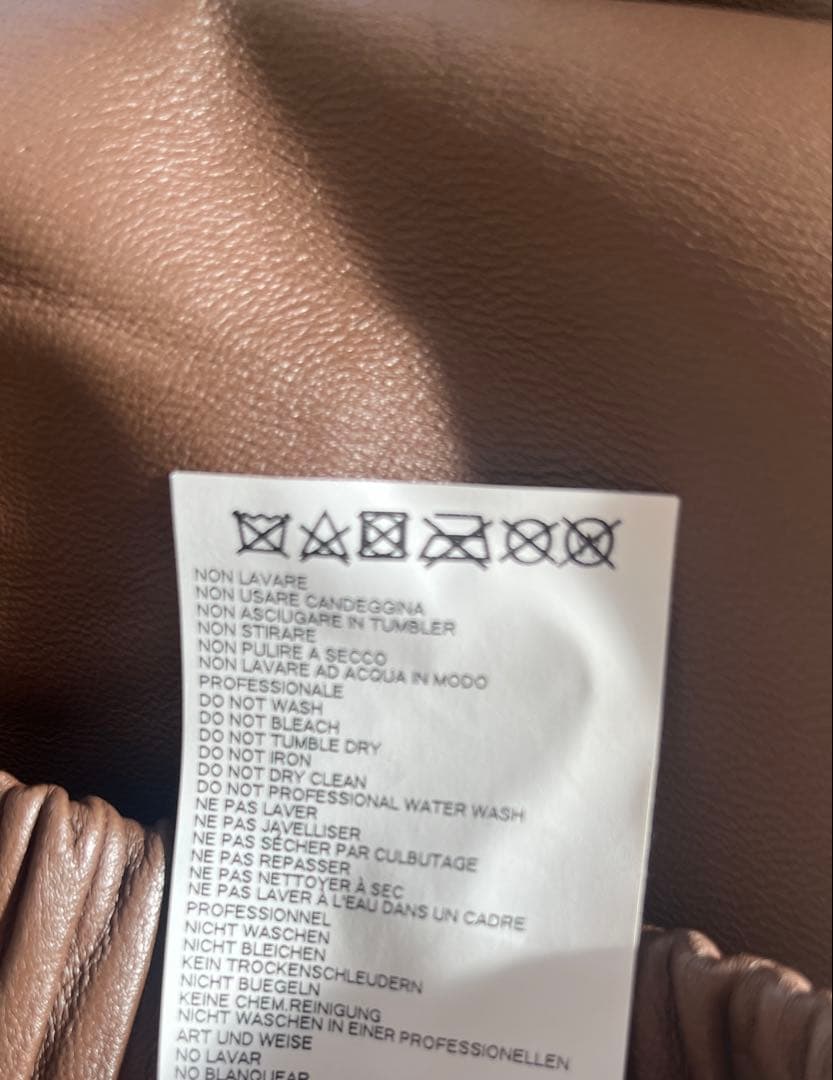 NON LAVARE
NON USARE CANDEGGINA
NON ASCIUGARE IN TUMBLER
NON STIRARE
NON PULIRE A SECCO
NON LAVARE AD ACQUA IN MODO
PROFESSIONALE
DO NOT WASH
DO NOT BLEACH
DO NOT TUMBLE DRY
DO NOT IRON
DO NOT DRY CLEAN
DO NOT PROFESSIONAL WATER WASH
NE PAS LAVER
NE PAS JAVELLISER
NE PAS SÉCHER PAR CULBUTAGE
NE PAS REPASSER
NE PAS NETTOYER À SEC
NE PAS LAVER À L'EAU DANS UN CADRE
PROFESSIONNEL
NICHT WASCHEN
NICHT BLEICHEN
KEIN TROCKENSCHLEUDERN
NICHT BUEGELN
KEINE CHEM.REINIGUNG
NICHT WASCHEN IN EINER PROFESSIONELLEN
ART UND WEISE
NO LAVAR
NO BLANQUEAR